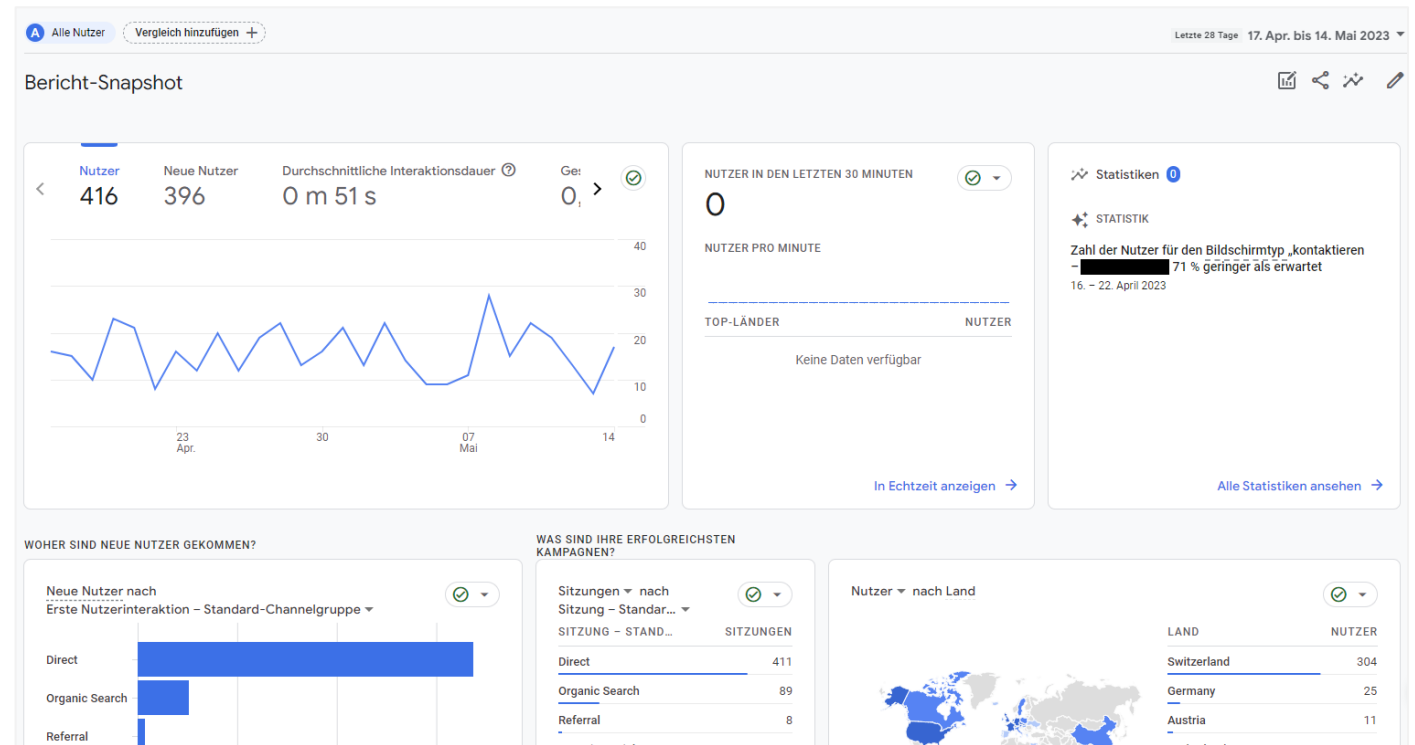 A Alle Nutzer Vergleich hinzufügen +
Letzte 28 Tage 17. Apr. bis 14. Mai 2023
Bericht-Snapshot
Nutzer Neue Nutzer Durchschnittliche Interaktionsdauer
416 396 0 m 51 s 0,
40
30
20
10
0
23 30 07 14
Apr. Mai
NUTZER IN DEN LETZTEN 30 MINUTEN
0
NUTZER PRO MINUTE
TOP-LÄNDER NUTZER
Keine Daten verfügbar
In Echtzeit anzeigen
Statistiken 0
STATISTIK
Zahl der Nutzer für den Bildschirmtyp „kontaktieren
– 71 % geringer als erwartet
16. – 22. April 2023
Alle Statistiken ansehen
WOHER SIND NEUE NUTZER GEKOMMEN?
Neue Nutzer nach
Erste Nutzerinteraktion – Standard-Channelgruppe
Direct
Organic Search
Referral
WAS SIND IHRE ERFOLGREICHSTEN
KAMPAGNEN?
Sitzungen nach
Sitzung – Standar...
SITZUNG – STAND... SITZUNGEN
Direct 411
Organic Search 89
Referral 8
Nutzer nach Land
LAND NUTZER
Switzerland 304
Germany 25
Austria 11